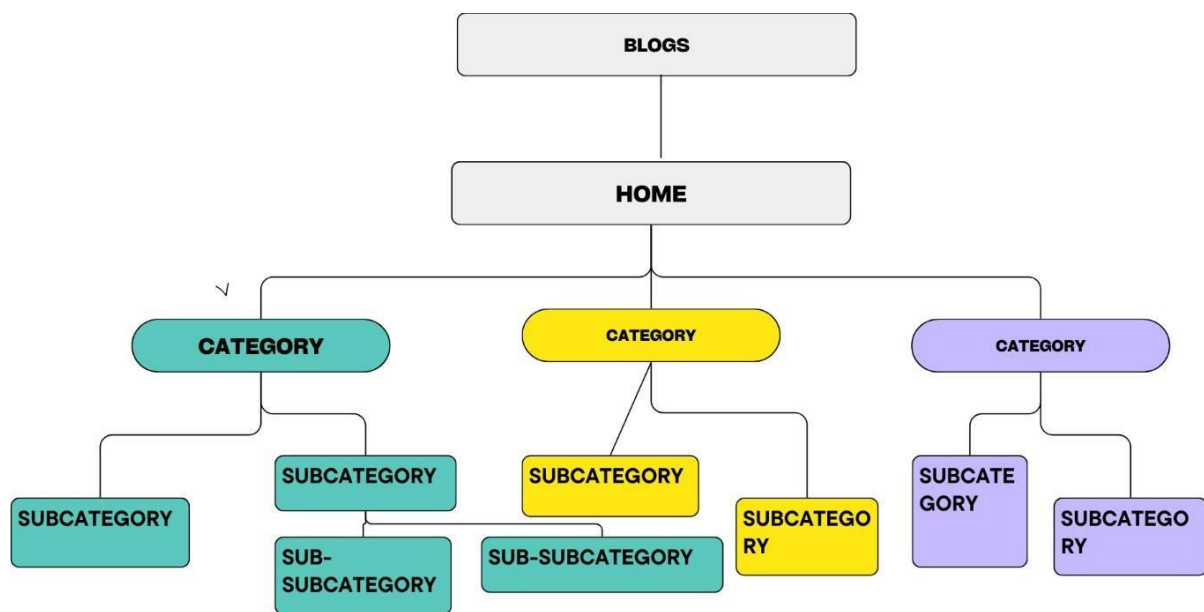 BLOGS
HOME
CATEGORY
CATEGORY
CATEGORY
SUBCATEGORY
SUBCATEGORY
SUBCATEGORY
SUBCATEGO
RY
SUBCATE
GORY
SUBCATEGO
RY
SUB-
SUBCATEGORY
SUB-SUBCATEGORY